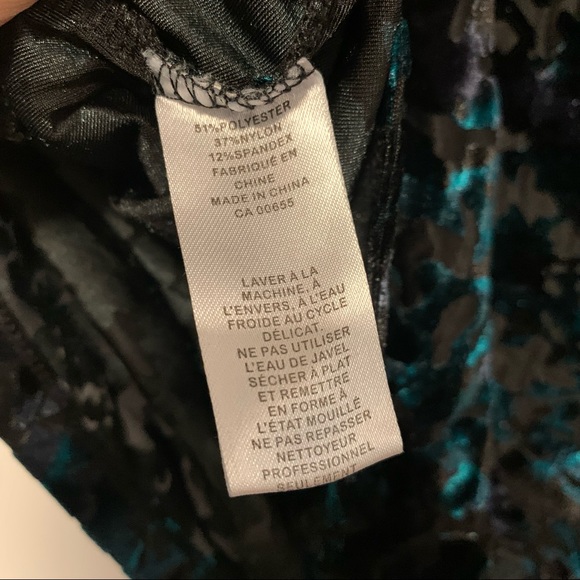 51%POLYESTER
37%NYLON
12%SPANDEX
FABRIQUÉ EN
CHINE
MADE IN CHINA
CA 00655
LAVER À LA
MACHINE, À
L'ENVERS, À L'EAU
FROIDE AU CYCLE
DÉLICAT.
NE PAS UTILISER
L'EAU DE JAVEL
SÉCHER À PLAT
ET REMETTRE
EN FORME À
L'ÉTAT MOUILLÉ
NE PAS REPASSER
NETTOYEUR
PROFESSIONNEL
SEULEMENT